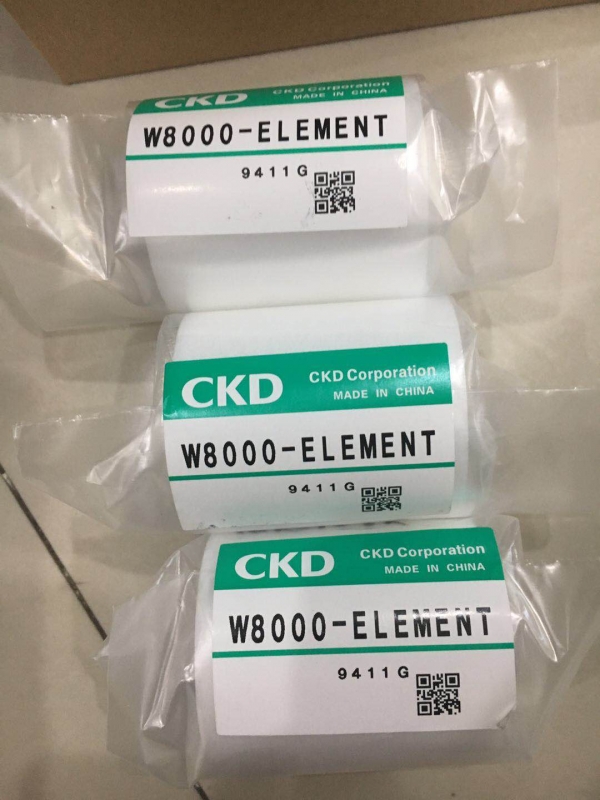 CKD CKD Corporation
MADE IN CHINA
W8000-ELEMENT
9411G
CKD CKD Corporation
MADE IN CHINA
W8000-ELEMENT
9411G
CKD CKD Corporation
MADE IN CHINA
W8000-ELEMENT
9411G